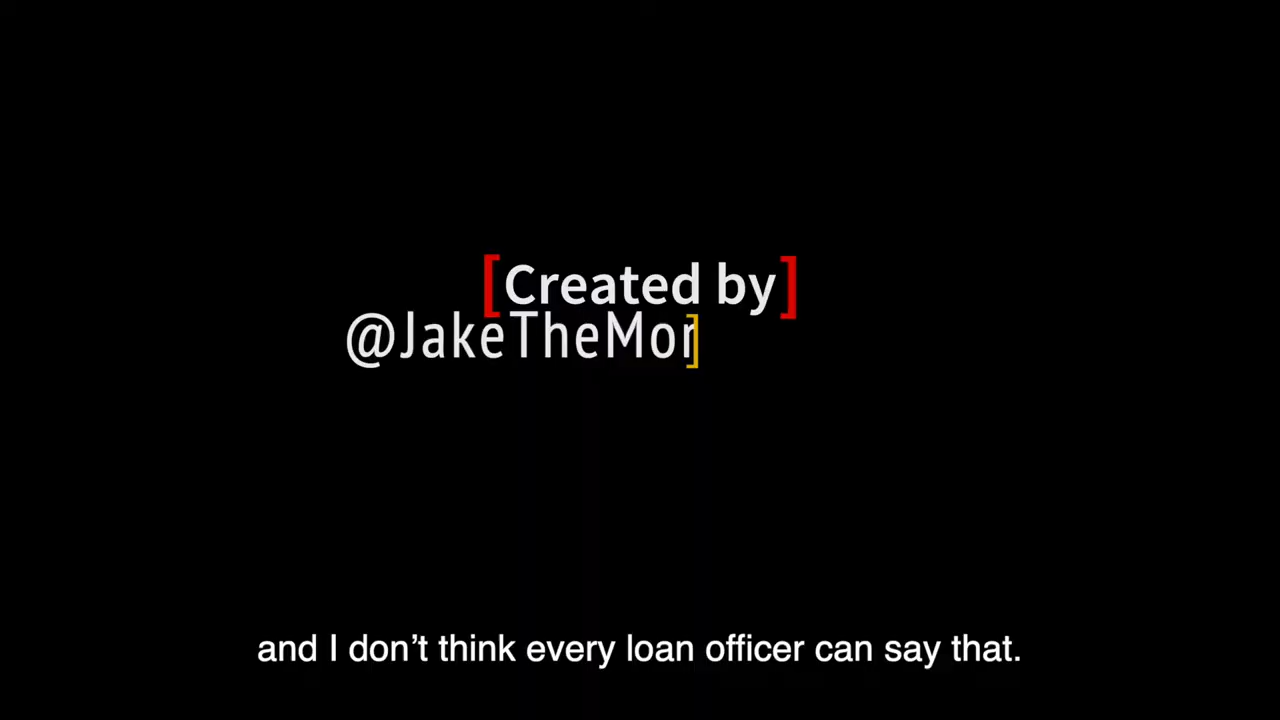 [Created by]
@JakeTheMor]
and I don't think every loan officer can say that.